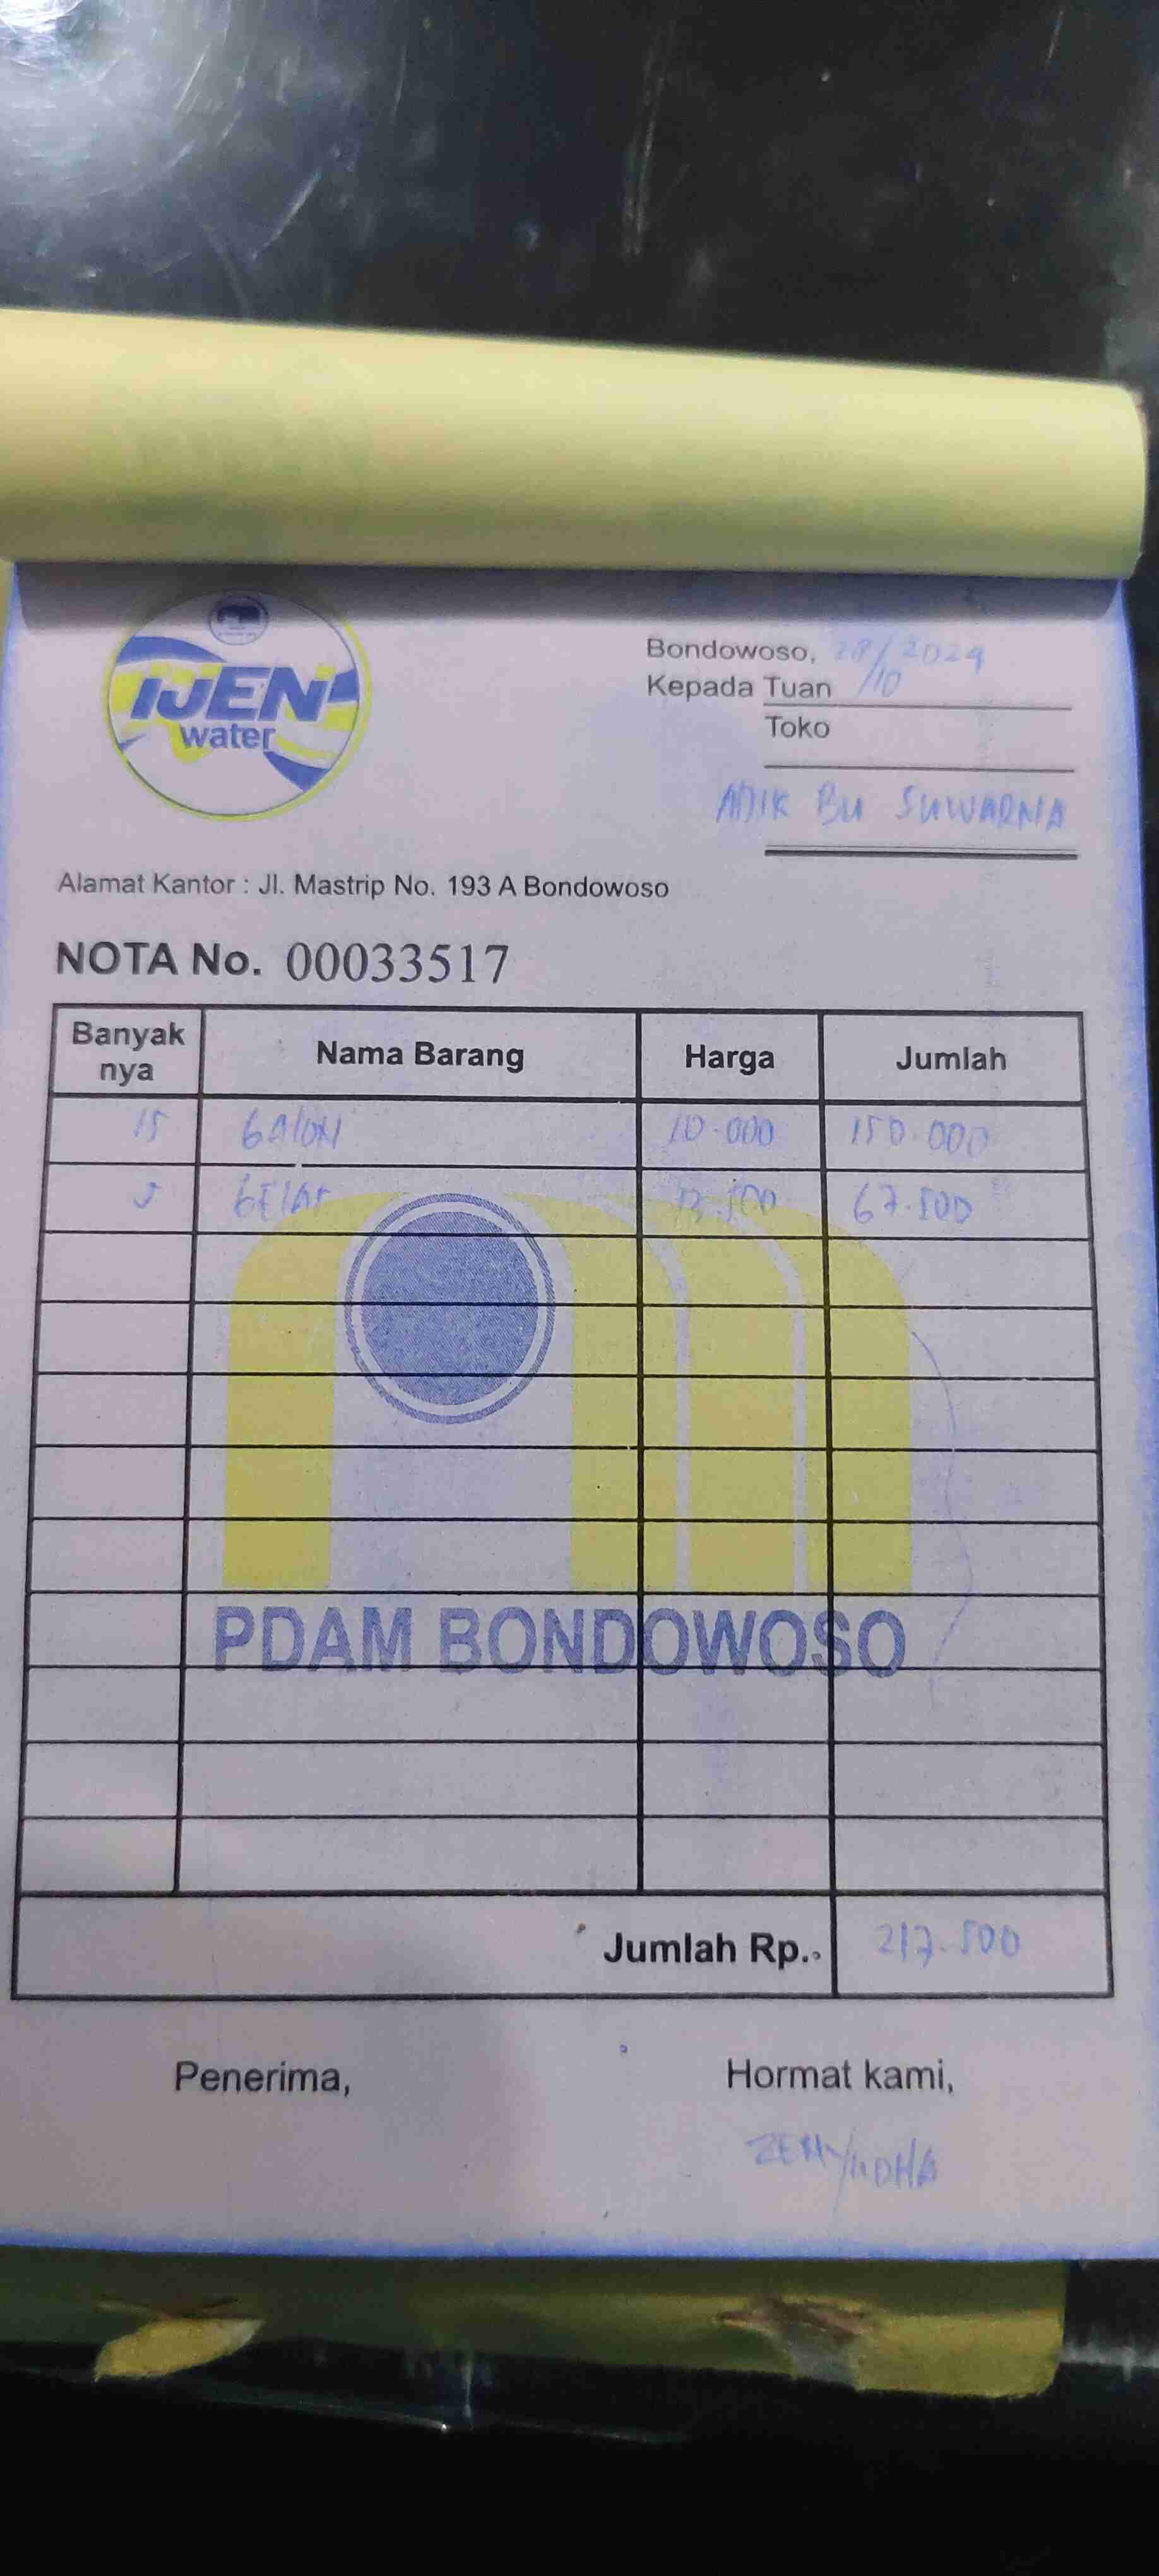 IJEN
water
Bondowoso, 28/10 2024
Kepada Tuan
Toko
ADIK BU SUWARNA
Alamat Kantor : Jl. Mastrip No. 193 A Bondowoso
NOTA No. 00033517
Banyak nya Nama Barang Harga Jumlah
15 GAlON 10.000 150.000
5 GElAS 13.500 67.500
PDAM BONDOWOSO
Jumlah Rp. 217.500
Penerima, Hormat kami,